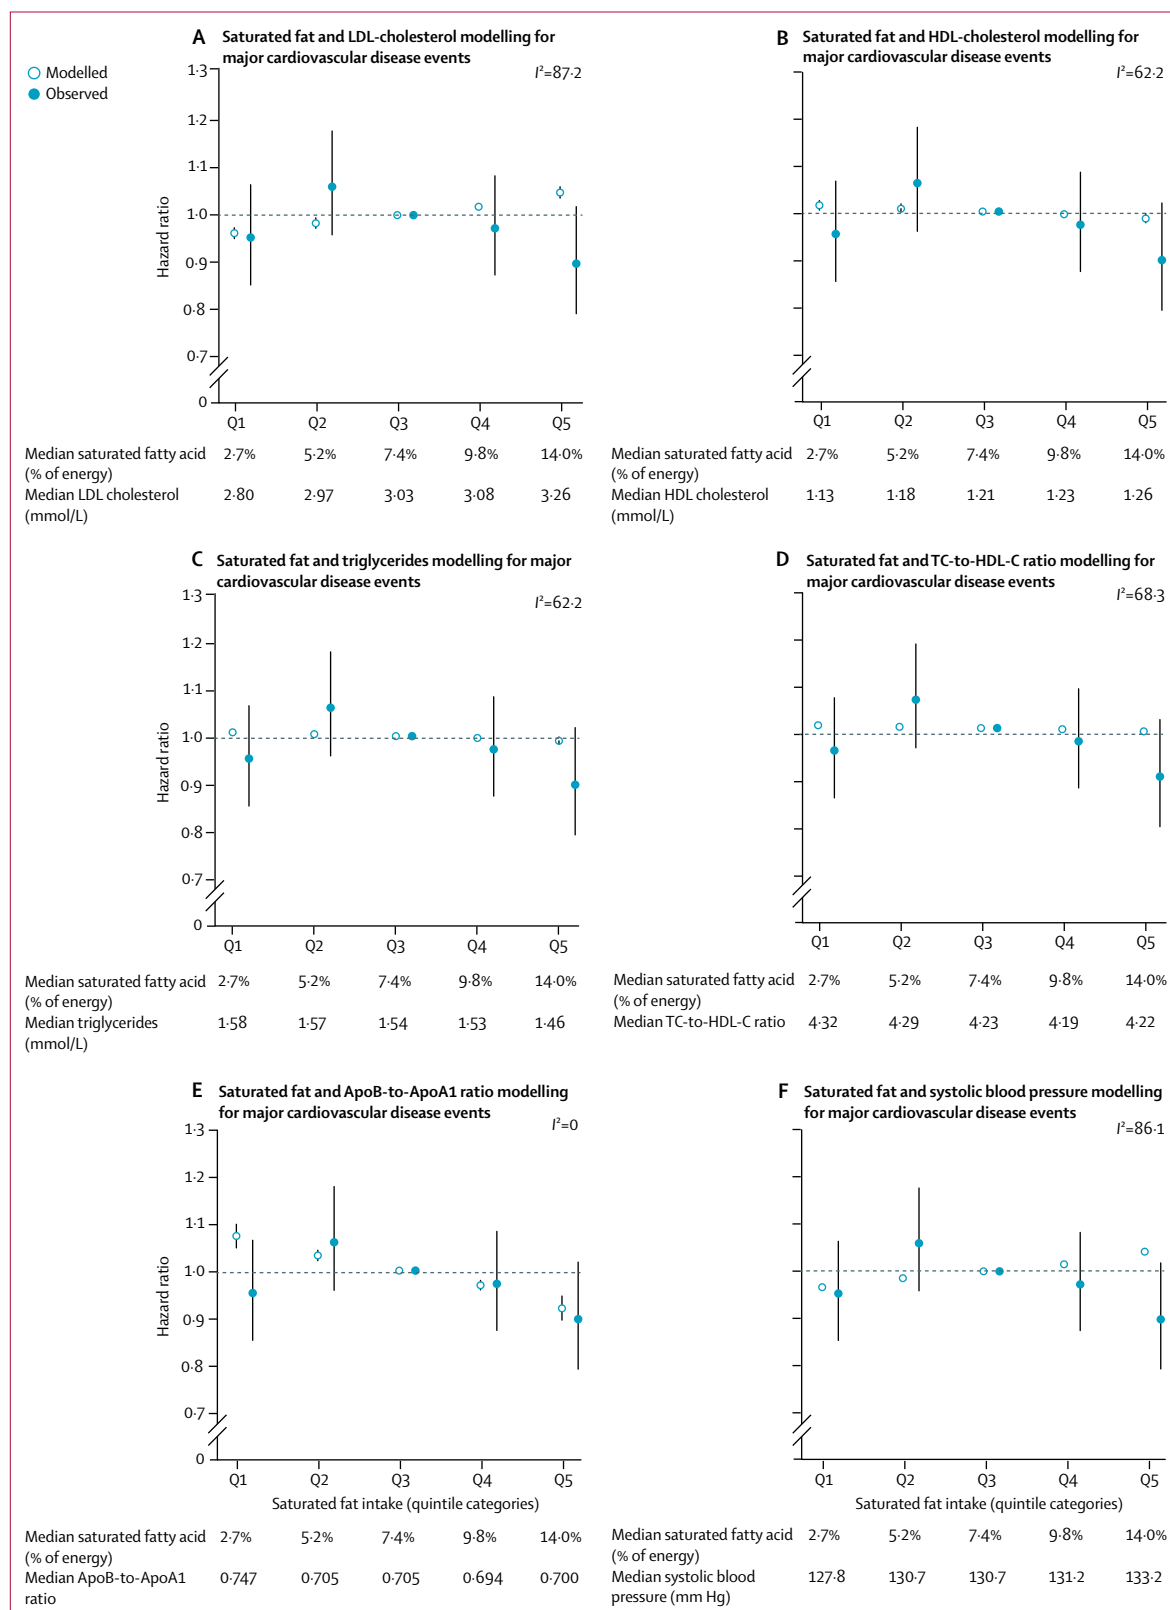 Modelled
Observed
A Saturated fat and LDL-cholesterol modelling for
major cardiovascular disease events
I²=87·2
1·3
1·2
1·1
1·0
0·9
0·8
0·7
0
Hazard ratio
Q1 Q2 Q3 Q4 Q5
Median saturated fatty acid 2·7% 5·2% 7·4% 9·8% 14·0%
(% of energy)
Median LDL cholesterol 2·80 2·97 3·03 3·08 3·26
(mmol/L)
B Saturated fat and HDL-cholesterol modelling for
major cardiovascular disease events
I²=62·2
Q1 Q2 Q3 Q4 Q5
Median saturated fatty acid 2·7% 5·2% 7·4% 9·8% 14·0%
(% of energy)
Median HDL cholesterol 1·13 1·18 1·21 1·23 1·26
(mmol/L)
C Saturated fat and triglycerides modelling for major
cardiovascular disease events
I²=62·2
1·3
1·2
1·1
1·0
0·9
0·8
0·7
0
Hazard ratio
Q1 Q2 Q3 Q4 Q5
Median saturated fatty acid 2·7% 5·2% 7·4% 9·8% 14·0%
(% of energy)
Median triglycerides 1·58 1·57 1·54 1·53 1·46
(mmol/L)
D Saturated fat and TC-to-HDL-C ratio modelling for
major cardiovascular disease events
I²=68·3
Q1 Q2 Q3 Q4 Q5
Median saturated fatty acid 2·7% 5·2% 7·4% 9·8% 14·0%
(% of energy)
Median TC-to-HDL-C ratio 4·32 4·29 4·23 4·19 4·22
E Saturated fat and ApoB-to-ApoA1 ratio modelling
for major cardiovascular disease events
I²=0
1·3
1·2
1·1
1·0
0·9
0·8
0·7
0
Hazard ratio
Q1 Q2 Q3 Q4 Q5
Saturated fat intake (quintile categories)
Median saturated fatty acid 2·7% 5·2% 7·4% 9·8% 14·0%
(% of energy)
Median ApoB-to-ApoA1 0·747 0·705 0·705 0·694 0·700
ratio
F Saturated fat and systolic blood pressure modelling
for major cardiovascular disease events
I²=86·1
Q1 Q2 Q3 Q4 Q5
Saturated fat intake (quintile categories)
Median saturated fatty acid 2·7% 5·2% 7·4% 9·8% 14·0%
(% of energy)
Median systolic blood 127·8 130·7 130·7 131·2 133·2
pressure (mm Hg)